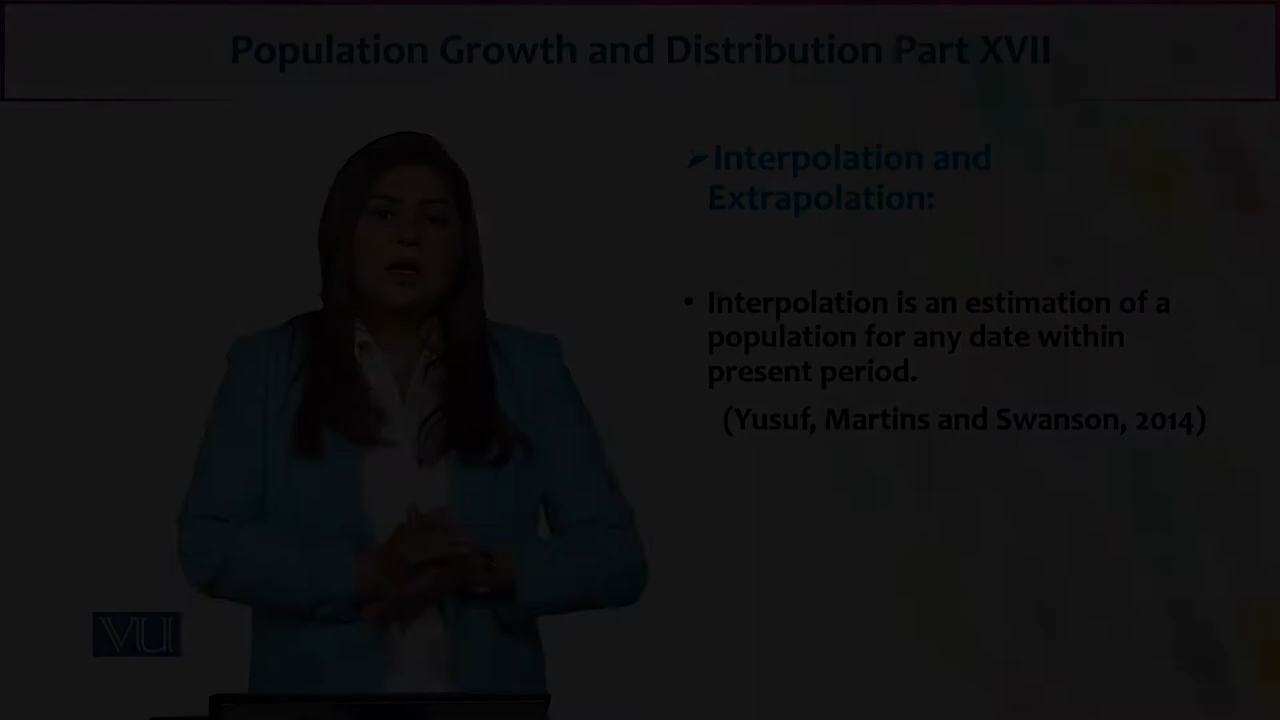 Population Growth and Distribution Part XVII
➢Interpolation and
Extrapolation:
• Interpolation is an estimation of a
population for any date within
present period.
(Yusuf, Martins and Swanson, 2014)
VU